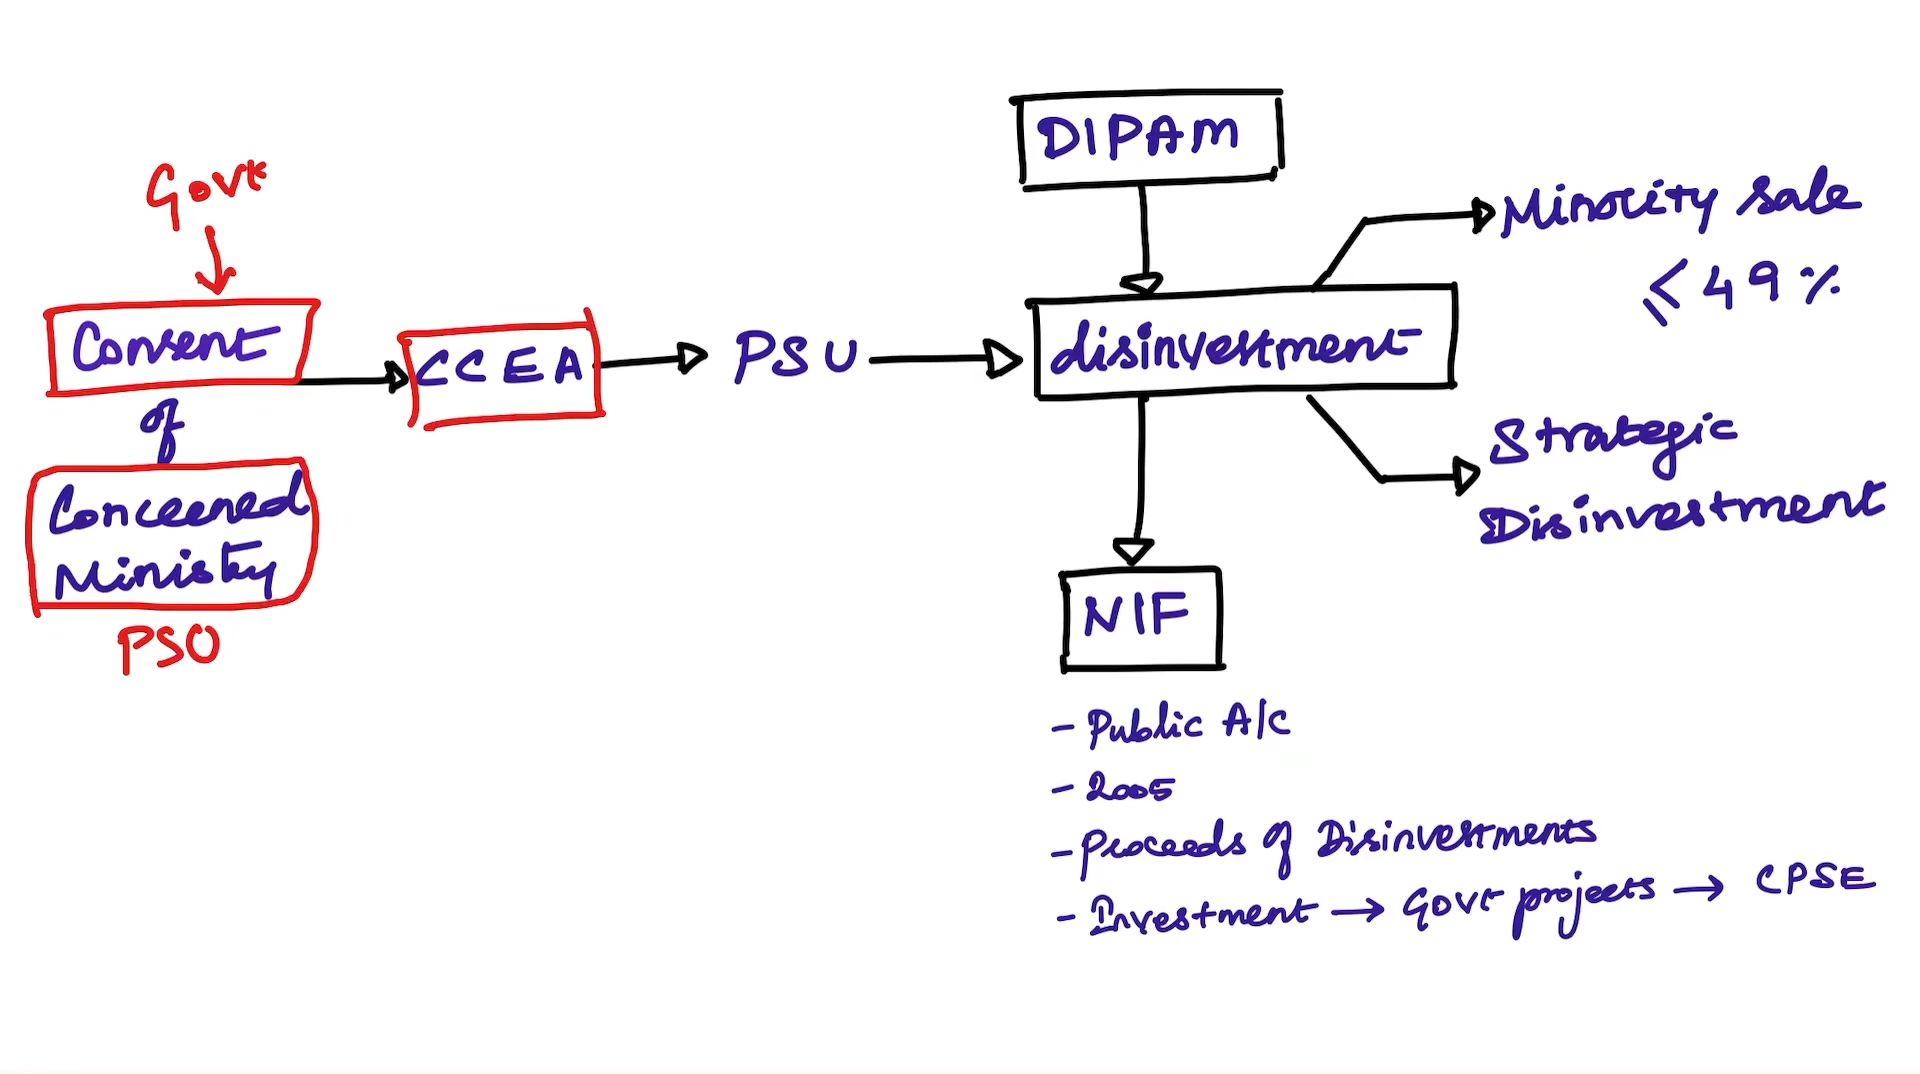 Govt
Consent
of
Concerned
Ministry
PSO
CCEA
PSU
DIPAM
disinvestment
Minority sale
≤ 49 %
Strategic
Disinvestment
NIF
- Public A/C
- 2005
- Proceeds of Disinvestments
- Investment → Govt projects → CPSE